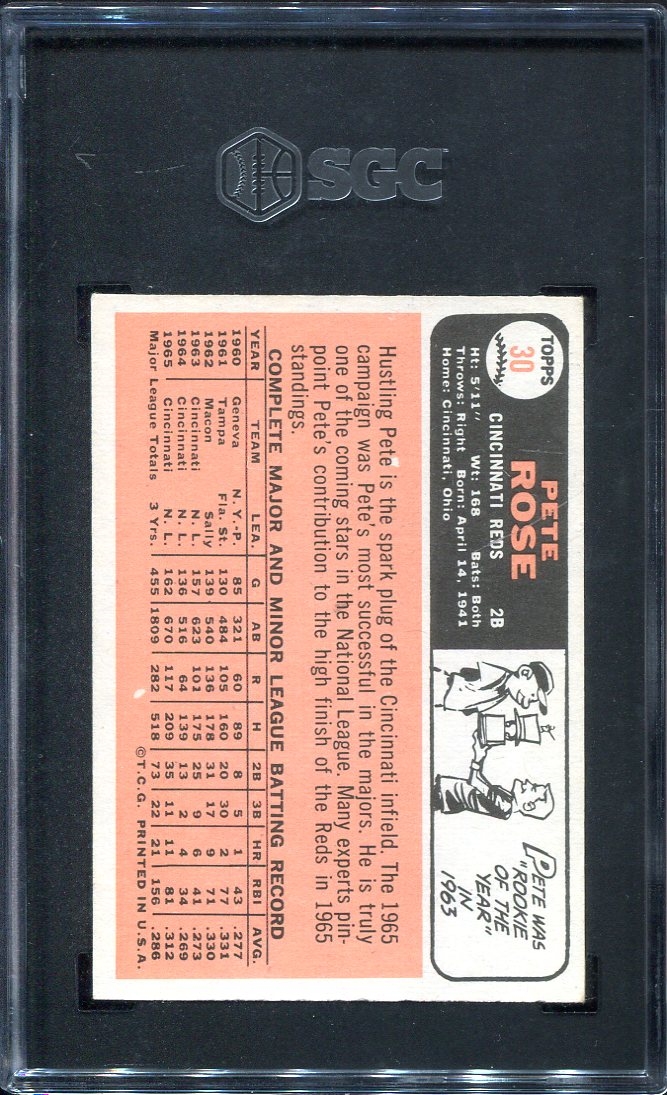 SGC
TOPPS
30
PETE
ROSE
CINCINNATI REDS 2B
Ht: 5'11" Wt: 168 Bats: Both
Throws: Right Born: April 14, 1941
Home: Cincinnati, Ohio
PETE WAS
"ROOKIE
OF THE
YEAR"
IN
1963
Hustling Pete is the spark plug of the Cincinnati infield. The 1965
campaign was Pete's most successful in the majors. He is truly
one of the coming stars in the National League. Many experts pin-
point Pete's contribution to the high finish of the Reds in 1965
standings.
COMPLETE MAJOR AND MINOR LEAGUE BATTING RECORD
YEAR TEAM LEA. G AB R H 2B 3B HR RBI AVG.
1960 Geneva N. Y.-P. 85 321 60 89 8 5 1 43 .277
1961 Tampa Fla. St. 130 484 105 160 20 30 2 77 .331
1962 Macon Sally 139 540 136 178 31 17 9 71 .330
1963 Cincinnati N. L. 157 623 101 175 25 9 6 41 .273
1964 Cincinnati N. L. 136 516 64 139 13 2 4 34 .269
1965 Cincinnati N. L. 162 670 117 209 35 11 11 81 .312
Major League Totals 3 Yrs. 455 1809 282 518 73 22 21 156 .286
©T.C.G. PRINTED IN U.S.A.